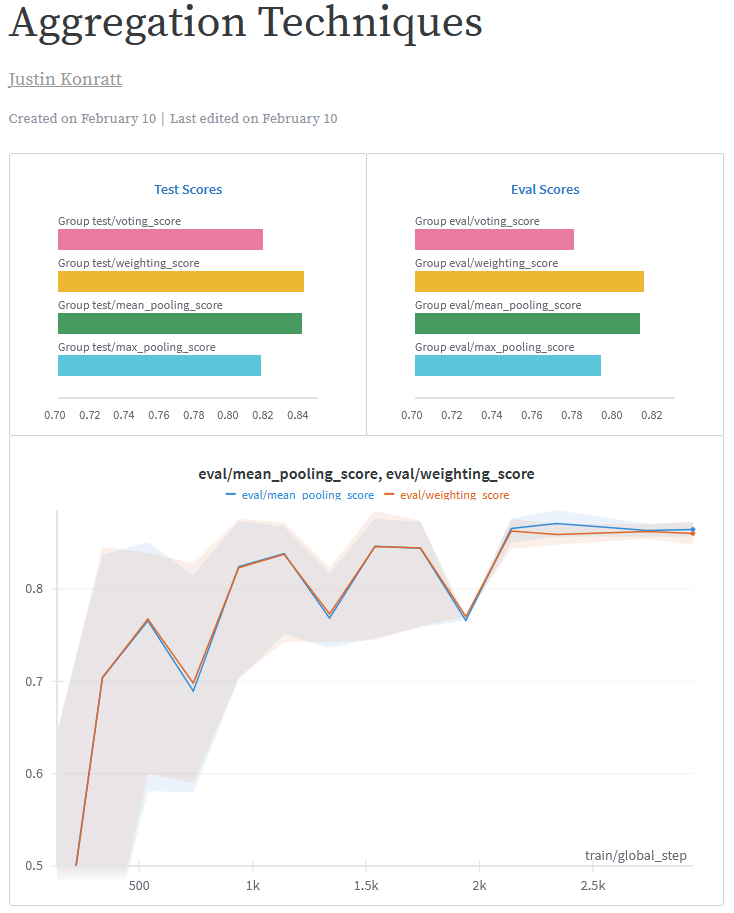 Aggregation Techniques
Justin Konratt
Created on February 10 | Last edited on February 10
Test Scores
Group test/voting_score
Group test/weighting_score
Group test/mean_pooling_score
Group test/max_pooling_score
0.70 0.72 0.74 0.76 0.78 0.80 0.82 0.84
Eval Scores
Group eval/voting_score
Group eval/weighting_score
Group eval/mean_pooling_score
Group eval/max_pooling_score
0.70 0.72 0.74 0.76 0.78 0.80 0.82
eval/mean_pooling_score, eval/weighting_score
eval/mean_pooling_score eval/weighting_score
0.8
0.7
0.6
0.5
train/global_step
500 1k 1.5k 2k 2.5k